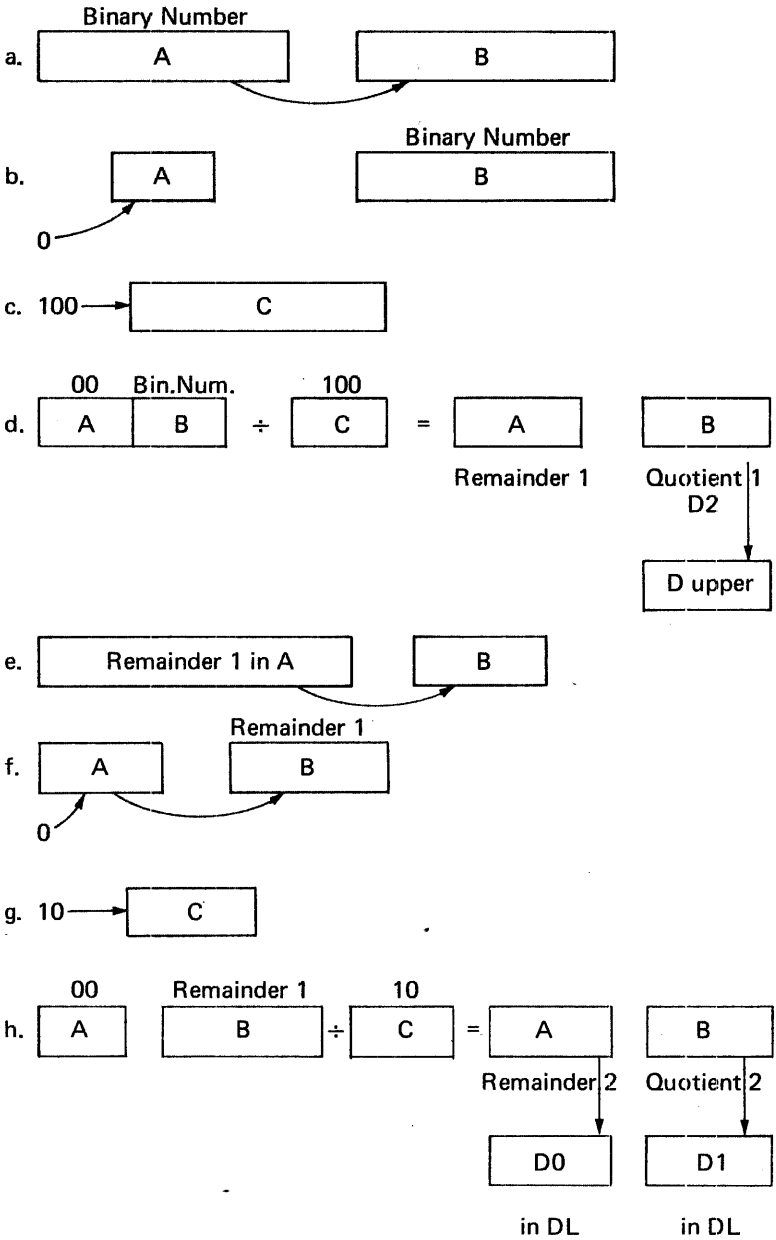 Binary Number
a. A B
Binary Number
b. A B
0
c. 100 C
00 Bin.Num. 100
d. A B ÷ C = A B
Remainder 1 Quotient 1
D2
D upper
e. Remainder 1 in A B
Remainder 1
f. A B
0
g. 10 C
00 Remainder 1 10
h. A B ÷ C = A B
Remainder 2 Quotient 2
D0 D1
in DL in DL